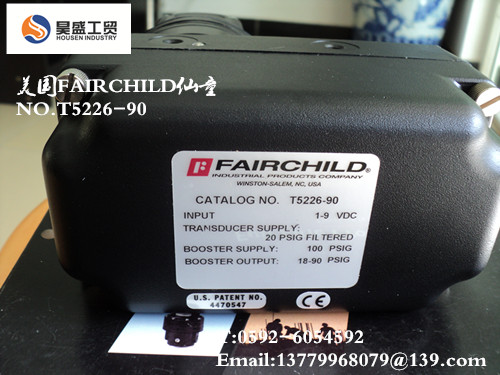 昊盛工贸
HOUSEN INDUSTRY
美国FAIRCHILD仙童
NO.T5226-90
FAIRCHILD®
INDUSTRIAL PRODUCTS COMPANY
WINSTON-SALEM, NC, USA
CATALOG NO. T5226-90
INPUT 1-9 VDC
TRANSDUCER SUPPLY:
20 PSIG FILTERED
BOOSTER SUPPLY: 100 PSIG
BOOSTER OUTPUT: 18-90 PSIG
U.S. PATENT NO.
4470547
CE
T:0592-6054592
Email:13779968079@139.com